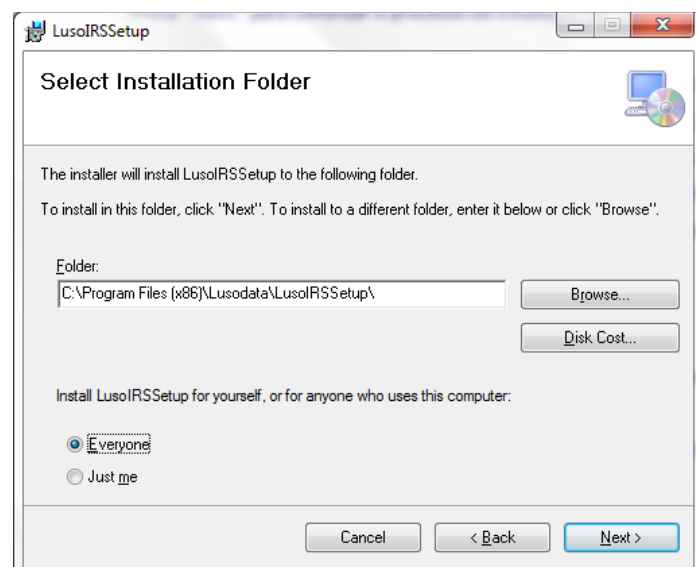 LusoIRSSetup
Select Installation Folder
The installer will install LusoIRSSetup to the following folder.
To install in this folder, click "Next". To install to a different folder, enter it below or click "Browse".
Folder:
C:\Program Files (x86)\Lusodata\LusoIRSSetup\
Browse...
Disk Cost...
Install LusoIRSSetup for yourself, or for anyone who uses this computer:
Everyone
Just me
Cancel
< Back
Next >